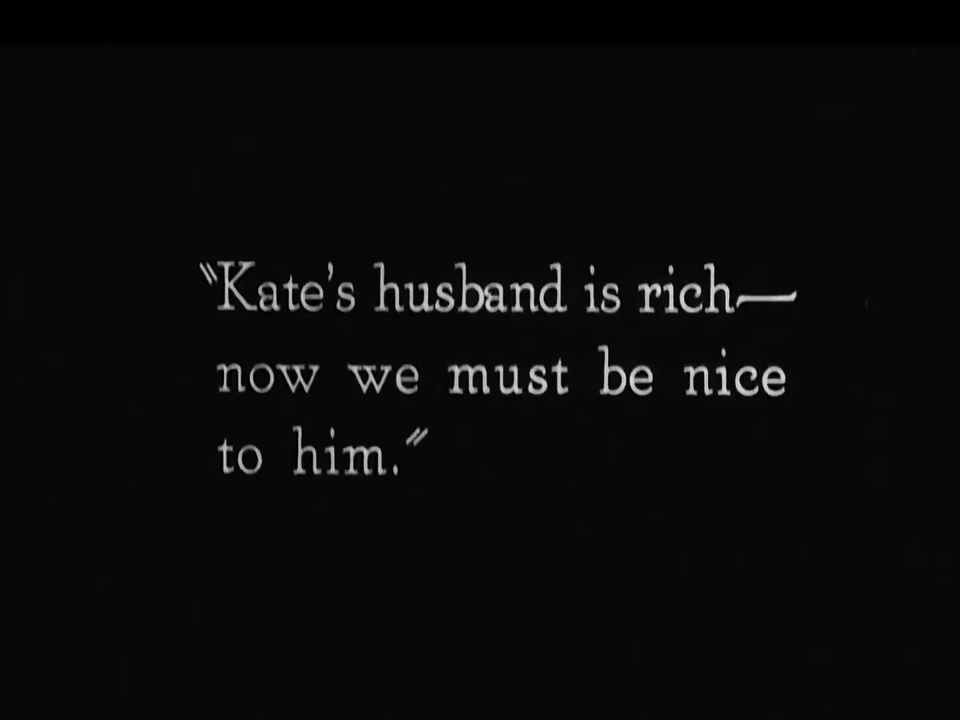 "Kate's husband is rich—
now we must be nice
to him."